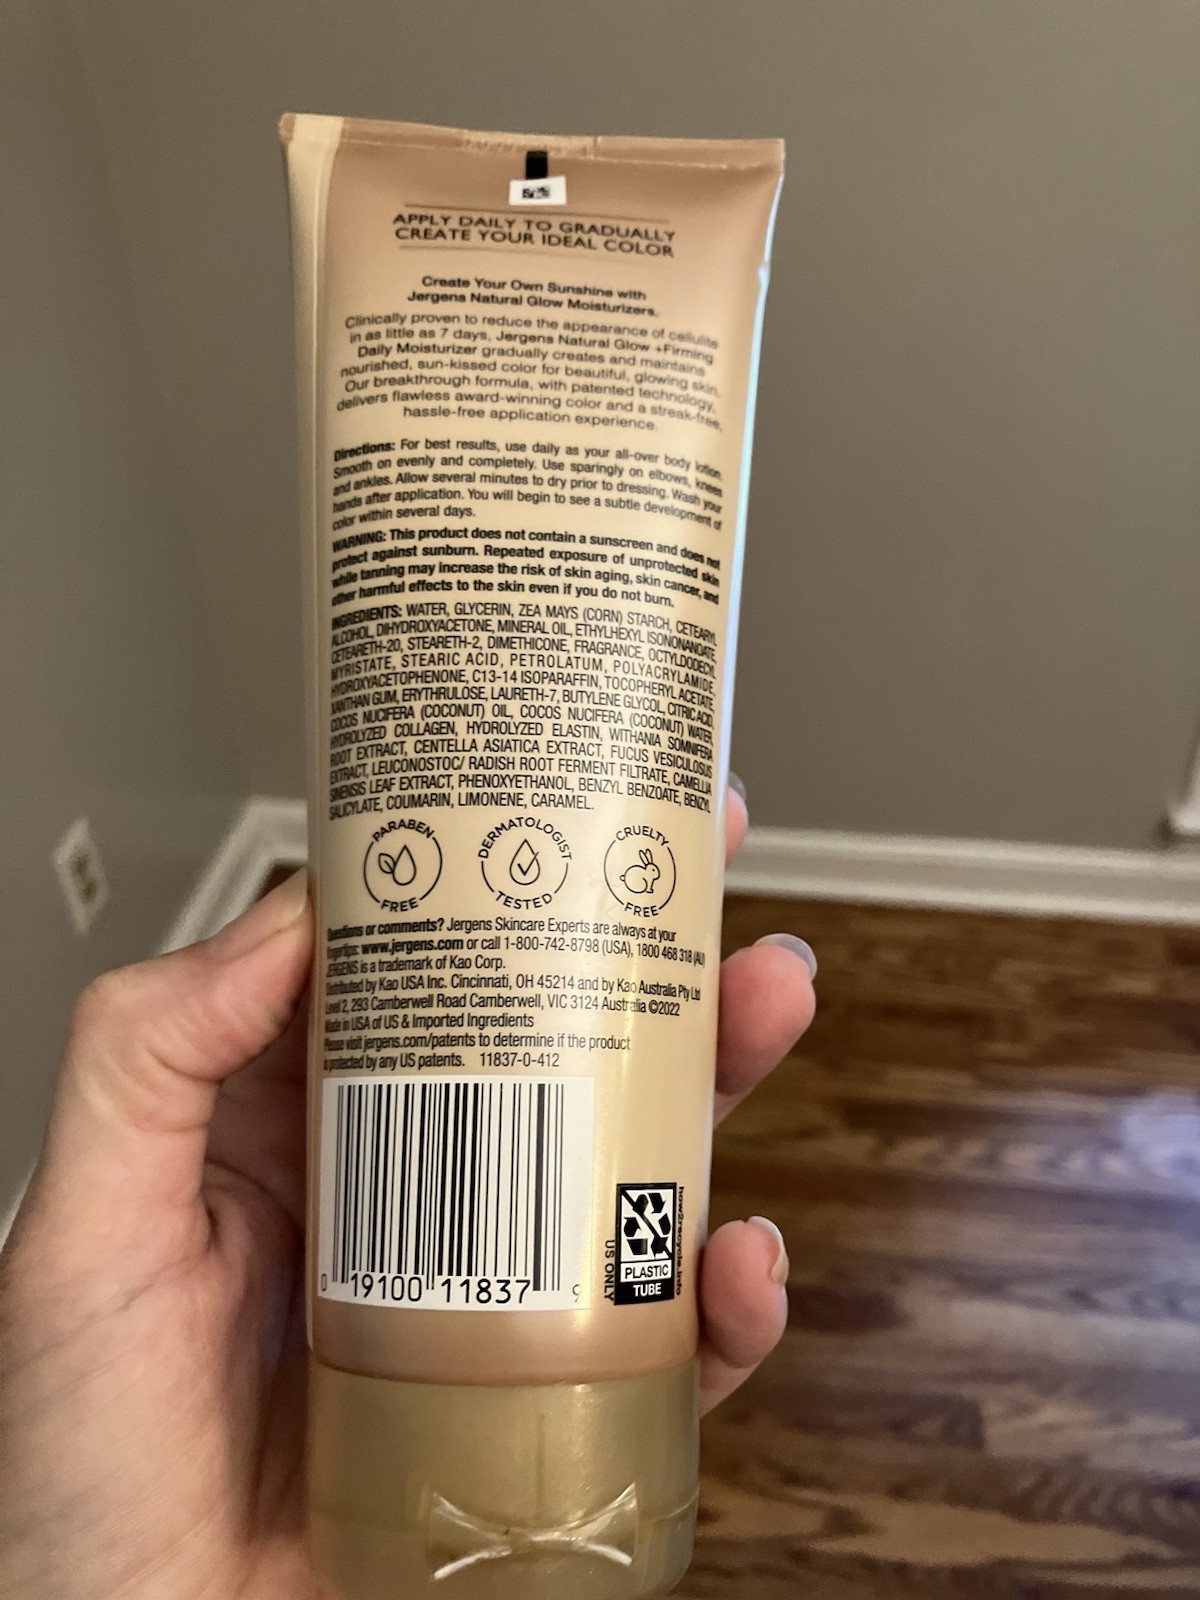 APPLY DAILY TO GRADUALLY
CREATE YOUR IDEAL COLOR
Create Your Own Sunshine with
Jergens Natural Glow Moisturizers.
Clinically proven to reduce the appearance of cellulite
in as little as 7 days, Jergens Natural Glow +Firming
Daily Moisturizer gradually creates and maintains
nourished, sun-kissed color for beautiful, glowing skin.
Our breakthrough formula, with patented technology,
delivers flawless award-winning color and a streak-free,
hassle-free application experience.
Directions: For best results, use daily as your all-over body lotion.
Smooth on evenly and completely. Use sparingly on elbows, knees
and ankles. Allow several minutes to dry prior to dressing. Wash your
hands after application. You will begin to see a subtle development of
color within several days.
WARNING: This product does not contain a sunscreen and does not
protect against sunburn. Repeated exposure of unprotected skin
while tanning may increase the risk of skin aging, skin cancer, and
other harmful effects to the skin even if you do not burn.
INGREDIENTS: WATER, GLYCERIN, ZEA MAYS (CORN) STARCH, CETEARYL
ALCOHOL, DIHYDROXYACETONE, MINERAL OIL, ETHYLHEXYL ISONONANOATE,
CETEARETH-20, STEARETH-2, DIMETHICONE, FRAGRANCE, OCTYLDODECYL
MYRISTATE, STEARIC ACID, PETROLATUM, POLYACRYLAMIDE,
HYDROXYACETOPHENONE, C13-14 ISOPARAFFIN, TOCOPHERYL ACETATE,
XANTHAN GUM, ERYTHRULOSE, LAURETH-7, BUTYLENE GLYCOL, CITRIC ACID,
COCOS NUCIFERA (COCONUT) OIL, COCOS NUCIFERA (COCONUT) WATER,
HYDROLYZED COLLAGEN, HYDROLYZED ELASTIN, WITHANIA SOMNIFERA
ROOT EXTRACT, CENTELLA ASIATICA EXTRACT, FUCUS VESICULOSUS
EXTRACT, LEUCONOSTOC/ RADISH ROOT FERMENT FILTRATE, CAMELLIA
SINENSIS LEAF EXTRACT, PHENOXYETHANOL, BENZYL BENZOATE, BENZYL
SALICYLATE, COUMARIN, LIMONENE, CARAMEL.
PARABEN FREE
DERMATOLOGIST TESTED
CRUELTY FREE
Questions or comments? Jergens Skincare Experts are always at your
fingertips: www.jergens.com or call 1-800-742-8798 (USA), 1800 468 318 (AU)
JERGENS is a trademark of Kao Corp.
Distributed by Kao USA Inc. Cincinnati, OH 45214 and by Kao Australia Pty Ltd
Level 2, 293 Camberwell Road Camberwell, VIC 3124 Australia ©2022
Made in USA of US & Imported Ingredients
Please visit jergens.com/patents to determine if the product
is protected by any US patents. 11837-0-412
0 19100 11837 9
US ONLY
PLASTIC
TUBE
how2recycle.info